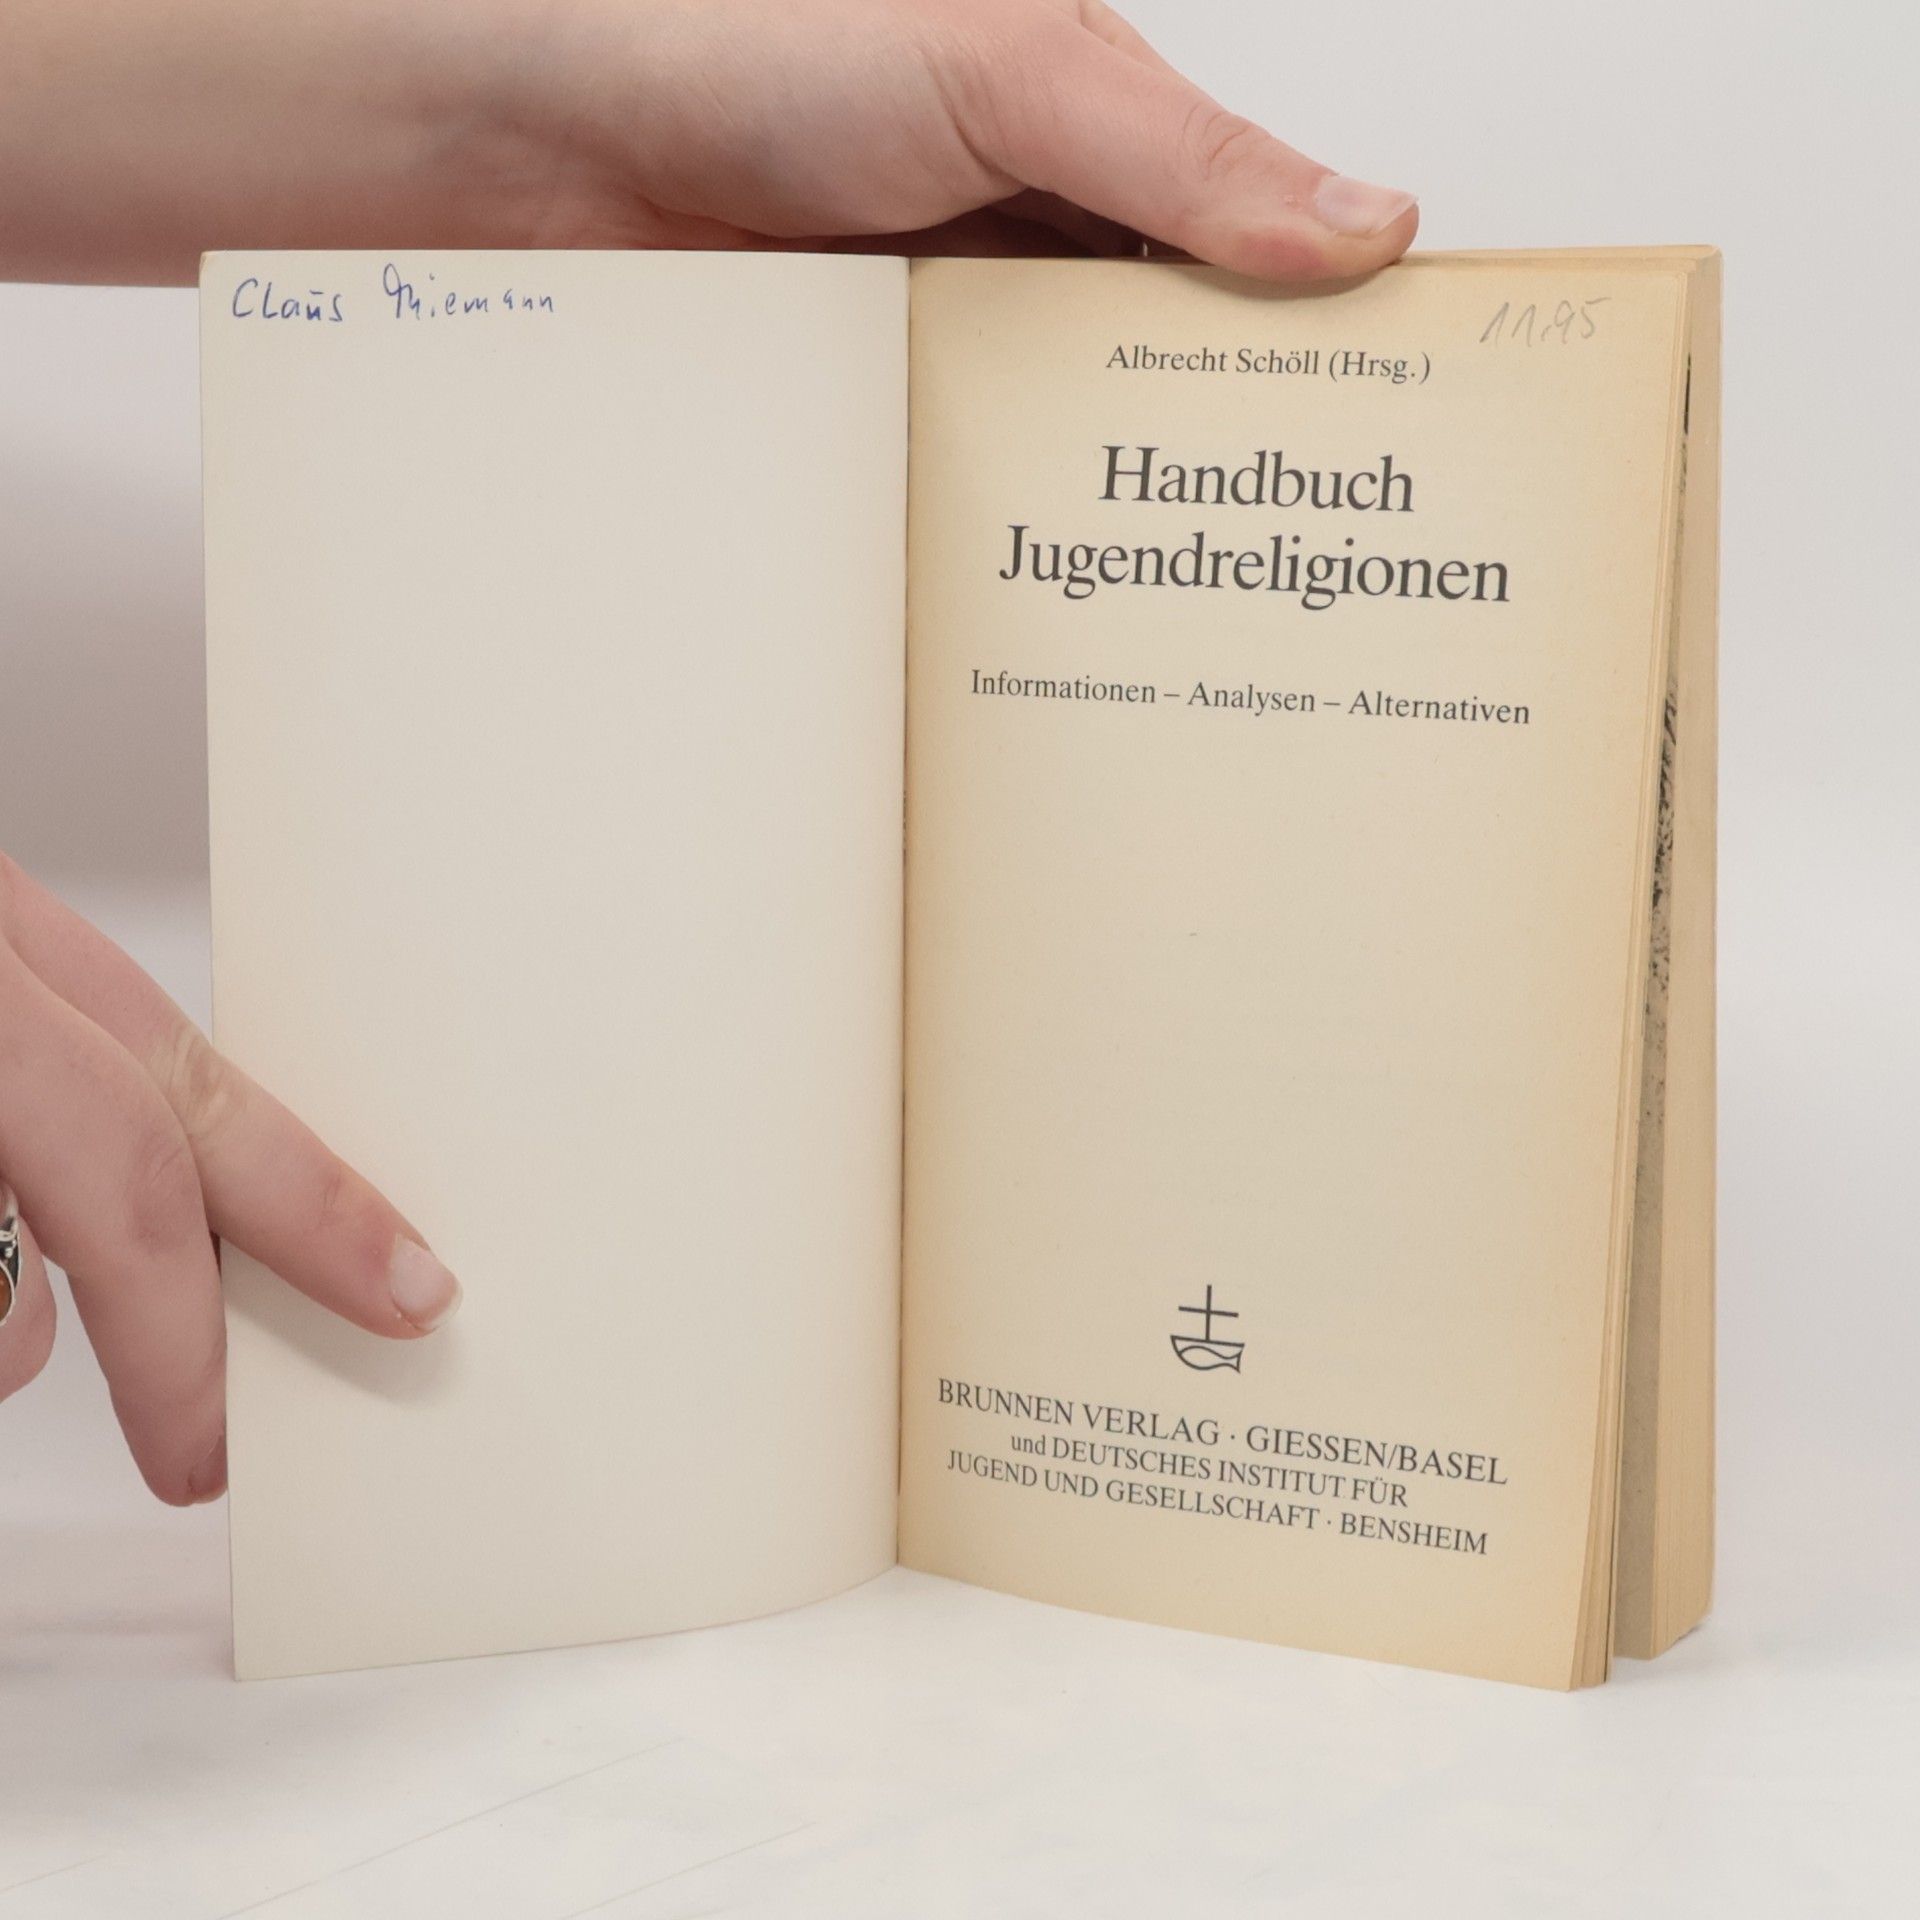 Claus Thiemann
11.95
Albrecht Schöll (Hrsg.)
Handbuch
Jugendreligionen
Informationen – Analysen – Alternativen
BRUNNEN VERLAG · GIESSEN/BASEL
und DEUTSCHES INSTITUT FÜR
JUGEND UND GESELLSCHAFT · BENSHEIM